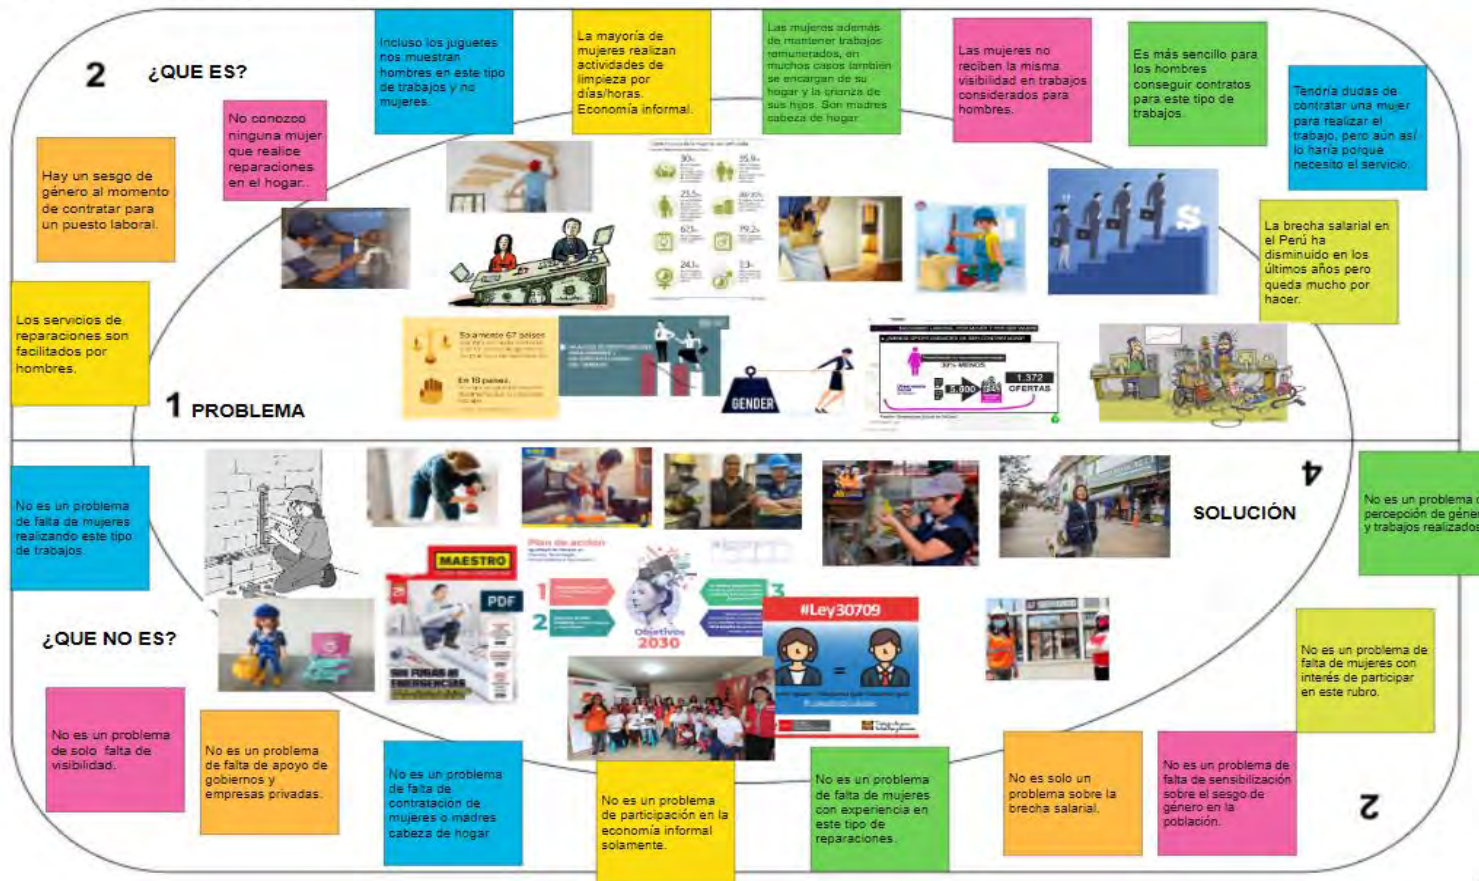 2
¿QUE ES?
Incluso los juguetes
nos muestran
hombres en este tipo
de trabajos y no
mujeres.
La mayoría de
mujeres realizan
actividades de
limpieza por
días/horas.
Economía informal.
Las mujeres además
de mantener trabajos
remunerados, en
muchos casos también
se encargan de su
hogar y la crianza de
sus hijos. Son madres
cabeza de hogar
Las mujeres no
reciben la misma
visibilidad en trabajos
considerados para
hombres.
Es más sencillo para
los hombres
conseguir contratos
para este tipo de
trabajos.
Tendría dudas de
contratar una mujer
para realizar el
trabajo, pero aún así
lo haría porque
necesito el servicio.
No conozco
ninguna mujer
que realice
reparaciones
en el hogar..
Hay un sesgo de
género al momento
de contratar para
un puesto laboral.
La brecha salarial en
el Perú ha
disminuido en los
últimos años pero
queda mucho por
hacer.
Los servicios de
reparaciones son
facilitados por
hombres.
$
Solamente 67 países
En 18 países,
GENDER
30% MENOS
5.000
1.372
OFERTAS
1 PROBLEMA
4
SOLUCIÓN
No es un problema
de falta de mujeres
realizando este tipo
de trabajos.
No es un problema
percepción de
y trabajos realizados
Plan de acción
1
2
3
Objetivos
2030
MAESTRO
PDF
SUS
EMERGENCIAS
#Ley30709
=
¿QUE NO ES?
No es un problema de
falta de mujeres con
interés de participar
en este rubro.
No es un problema
de solo falta de
visibilidad.
No es un problema
de falta de apoyo de
gobiernos y
empresas privadas.
No es un problema
de falta de
contratación de
mujeres o madres
cabeza de hogar
No es un problema
de participación en la
economía informal
solamente.
No es un problema
de falta de mujeres
con experiencia en
este tipo de
reparaciones.
No es solo un
problema sobre la
brecha salarial.
No es un problema de
falta de sensibilización
sobre el sesgo de
género en la
población.
2